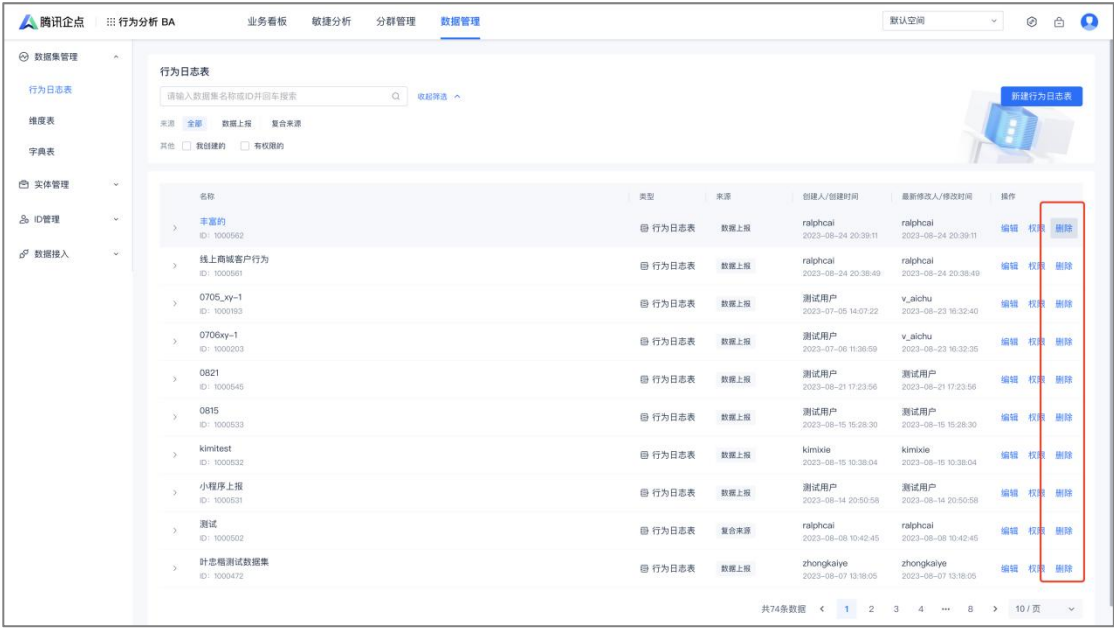 腾讯企点 行为分析 BA 业务看板 敏捷分析 分群管理 数据管理 默认空间
数据集管理
行为日志表
维度表
字典表
实体管理
ID管理
数据接入
行为日志表
请输入数据集名称或ID并回车搜索 收起筛选
新建行为日志表
来源 全部 数据上报 复合来源
其他 我创建的 有权限的
名称 类型 来源 创建人/创建时间 最新修改人/修改时间 操作
丰富的 行为日志表 数据上报 ralphcai ralphcai 编辑 权限 删除
ID: 1000562 2023-08-24 20:39:11 2023-08-24 20:39:11
线上商城客户行为 行为日志表 数据上报 ralphcai ralphcai 编辑 权限 删除
ID: 1000561 2023-08-24 20:38:49 2023-08-24 20:38:49
0705_xy-1 行为日志表 数据上报 测试用户 v_aichu 编辑 权限 删除
ID: 1000193 2023-07-05 14:07:22 2023-08-23 16:32:40
0706xy-1 行为日志表 数据上报 测试用户 v_aichu 编辑 权限 删除
ID: 1000203 2023-07-06 11:36:59 2023-08-23 16:32:35
0821 行为日志表 数据上报 测试用户 测试用户 编辑 权限 删除
ID: 1000545 2023-08-21 17:23:56 2023-08-21 17:23:56
0815 行为日志表 数据上报 测试用户 测试用户 编辑 权限 删除
ID: 1000533 2023-08-15 15:28:30 2023-08-15 15:28:30
kimitest 行为日志表 数据上报 kimixie kimixie 编辑 权限 删除
ID: 1000532 2023-08-15 10:38:04 2023-08-15 10:38:04
小程序上报 行为日志表 数据上报 测试用户 测试用户 编辑 权限 删除
ID: 1000531 2023-08-14 20:50:58 2023-08-14 20:50:58
测试 行为日志表 复合来源 ralphcai ralphcai 编辑 权限 删除
ID: 1000502 2023-08-08 10:42:45 2023-08-08 10:42:45
叶忠楷测试数据集 行为日志表 数据上报 zhongkaiye zhongkaiye 编辑 权限 删除
ID: 1000472 2023-08-07 13:18:05 2023-08-07 13:18:05
共74条数据 1 2 3 4 ••• 8 10 / 页